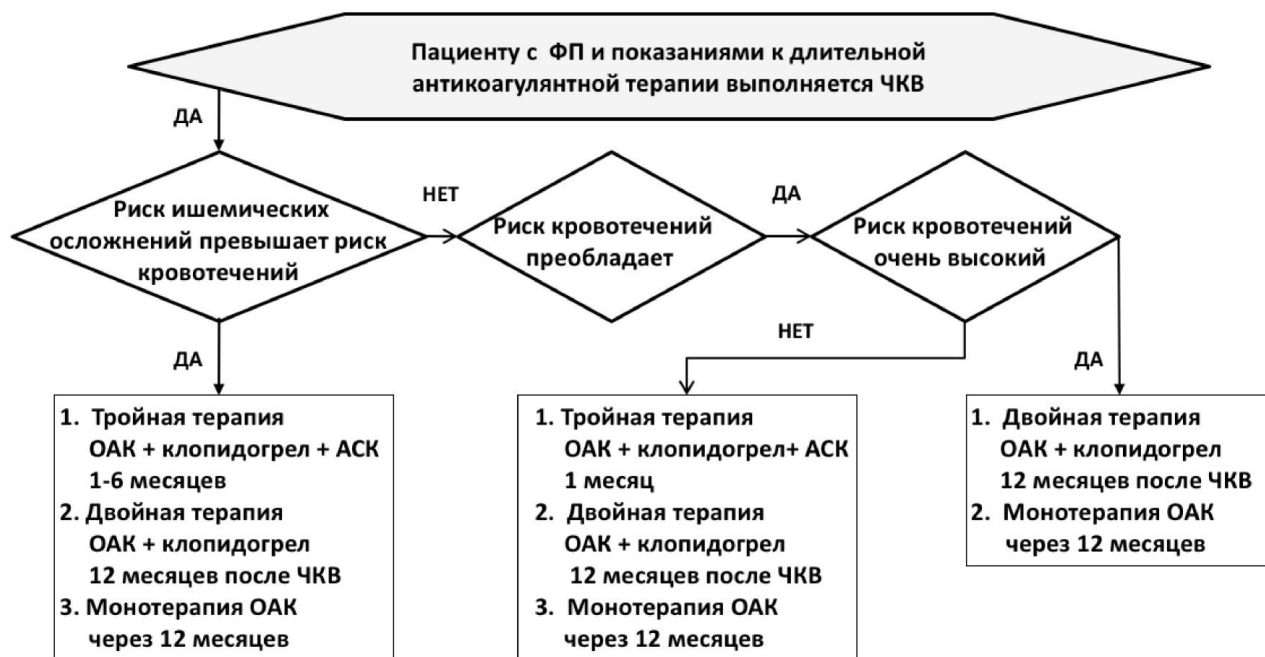 Пациенту с ФП и показаниями к длительной
антикоагулянтной терапии выполняется ЧКВ
ДА
Риск ишемических
осложнений превышает риск
кровотечений
НЕТ
Риск кровотечений
преобладает
ДА
Риск кровотечений
очень высокий
ДА
НЕТ
ДА
1. Тройная терапия
ОАК + клопидогрел + АСК
1-6 месяцев
2. Двойная терапия
ОАК + клопидогрел
12 месяцев после ЧКВ
3. Монотерапия ОАК
через 12 месяцев
1. Тройная терапия
ОАК + клопидогрел+ АСК
1 месяц
2. Двойная терапия
ОАК + клопидогрел
12 месяцев после ЧКВ
3. Монотерапия ОАК
через 12 месяцев
1. Двойная терапия
ОАК + клопидогрел
12 месяцев после ЧКВ
2. Монотерапия ОАК
через 12 месяцев